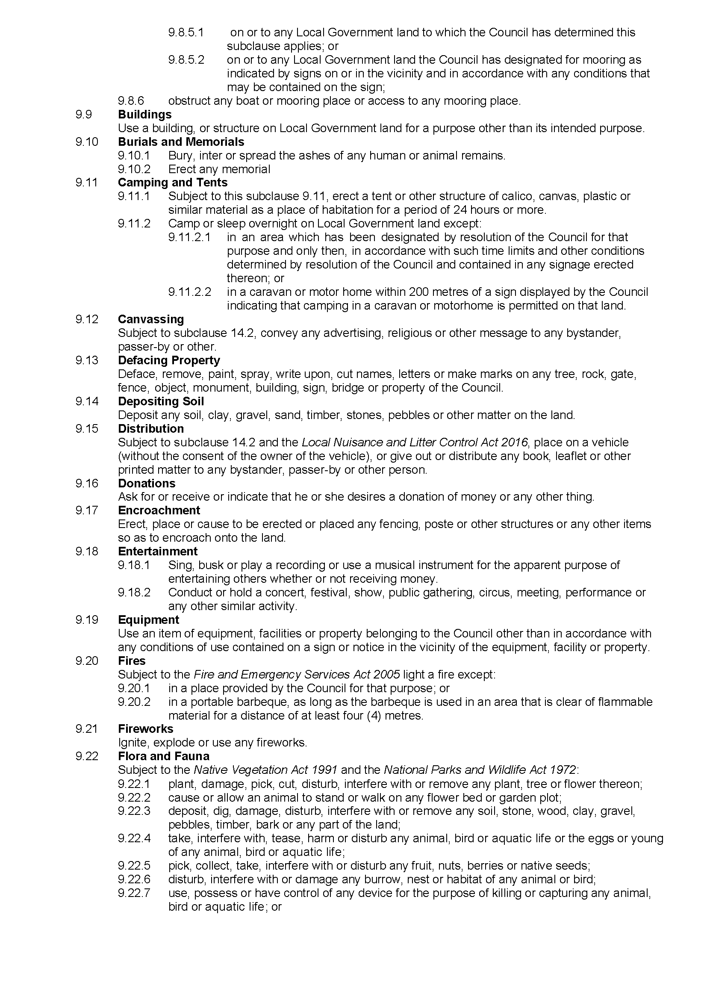 9.8.5.1 on or to any Local Government land to which the Council has determined this
subclause applies; or
9.8.5.2 on or to any Local Government land the Council has designated for mooring as
indicated by signs on or in the vicinity and in accordance with any conditions that
may be contained on the sign;
9.8.6 obstruct any boat or mooring place or access to any mooring place.
9.9 Buildings
Use a building, or structure on Local Government land for a purpose other than its intended purpose.
9.10 Burials and Memorials
9.10.1 Bury, inter or spread the ashes of any human or animal remains.
9.10.2 Erect any memorial
9.11 Camping and Tents
9.11.1 Subject to this subclause 9.11, erect a tent or other structure of calico, canvas, plastic or
similar material as a place of habitation for a period of 24 hours or more.
9.11.2 Camp or sleep overnight on Local Government land except:
9.11.2.1 in an area which has been designated by resolution of the Council for that
purpose and only then, in accordance with such time limits and other conditions
determined by resolution of the Council and contained in any signage erected
thereon; or
9.11.2.2 in a caravan or motor home within 200 metres of a sign displayed by the Council
indicating that camping in a caravan or motorhome is permitted on that land.
9.12 Canvassing
Subject to subclause 14.2, convey any advertising, religious or other message to any bystander,
passer-by or other.
9.13 Defacing Property
Deface, remove, paint, spray, write upon, cut names, letters or make marks on any tree, rock, gate,
fence, object, monument, building, sign, bridge or property of the Council.
9.14 Depositing Soil
Deposit any soil, clay, gravel, sand, timber, stones, pebbles or other matter on the land.
9.15 Distribution
Subject to subclause 14.2 and the Local Nuisance and Litter Control Act 2016, place on a vehicle
(without the consent of the owner of the vehicle), or give out or distribute any book, leaflet or other
printed matter to any bystander, passer-by or other person.
9.16 Donations
Ask for or receive or indicate that he or she desires a donation of money or any other thing.
9.17 Encroachment
Erect, place or cause to be erected or placed any fencing, poste or other structures or any other items
so as to encroach onto the land.
9.18 Entertainment
9.18.1 Sing, busk or play a recording or use a musical instrument for the apparent purpose of
entertaining others whether or not receiving money.
9.18.2 Conduct or hold a concert, festival, show, public gathering, circus, meeting, performance or
any other similar activity.
9.19 Equipment
Use an item of equipment, facilities or property belonging to the Council other than in accordance with
any conditions of use contained on a sign or notice in the vicinity of the equipment, facility or property.
9.20 Fires
Subject to the Fire and Emergency Services Act 2005 light a fire except:
9.20.1 in a place provided by the Council for that purpose; or
9.20.2 in a portable barbeque, as long as the barbeque is used in an area that is clear of flammable
material for a distance of at least four (4) metres.
9.21 Fireworks
Ignite, explode or use any fireworks.
9.22 Flora and Fauna
Subject to the Native Vegetation Act 1991 and the National Parks and Wildlife Act 1972:
9.22.1 plant, damage, pick, cut, disturb, interfere with or remove any plant, tree or flower thereon;
9.22.2 cause or allow an animal to stand or walk on any flower bed or garden plot;
9.22.3 deposit, dig, damage, disturb, interfere with or remove any soil, stone, wood, clay, gravel,
pebbles, timber, bark or any part of the land;
9.22.4 take, interfere with, tease, harm or disturb any animal, bird or aquatic life or the eggs or young
of any animal, bird or aquatic life;
9.22.5 pick, collect, take, interfere with or disturb any fruit, nuts, berries or native seeds;
9.22.6 disturb, interfere with or damage any burrow, nest or habitat of any animal or bird;
9.22.7 use, possess or have control of any device for the purpose of killing or capturing any animal,
bird or aquatic life; or